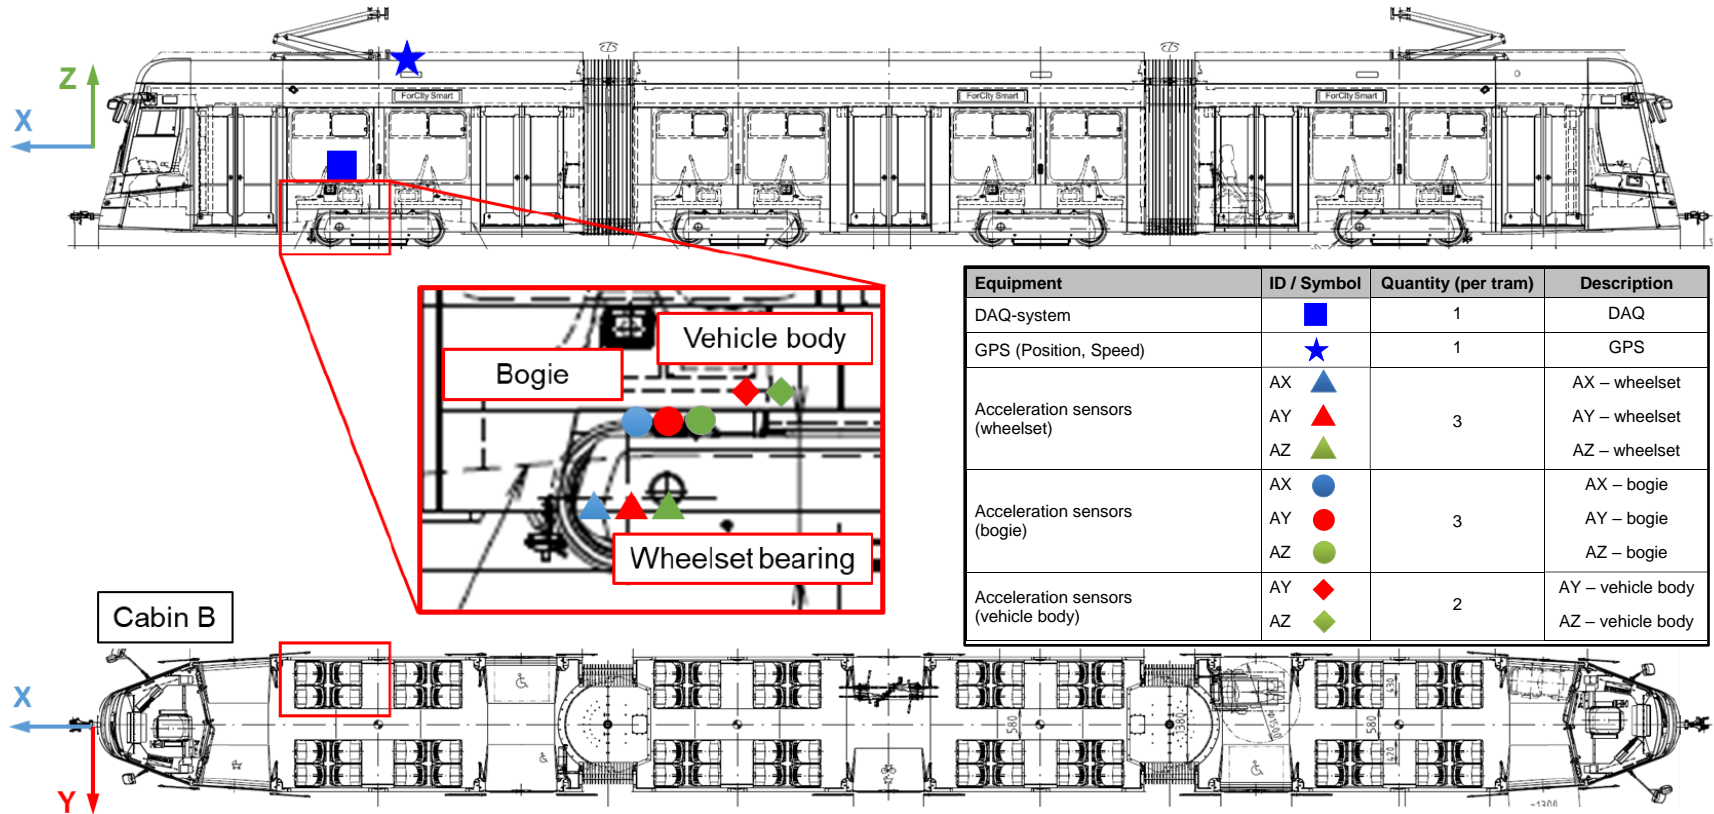 Z
X
ForCity Smart
ForCity Smart
ForCity Smart
Vehicle body
Bogie
Wheelset bearing
Equipment ID / Symbol Quantity (per tram) Description
DAQ-system 1 DAQ
GPS (Position, Speed) 1 GPS
Acceleration sensors
(wheelset)
AX AX – wheelset
AY 3 AY – wheelset
AZ AZ – wheelset
Acceleration sensors
(bogie)
AX AX – bogie
AY 3 AY – bogie
AZ AZ – bogie
Acceleration sensors
(vehicle body)
AY 2 AY – vehicle body
AZ AZ – vehicle body
Cabin B
X
Y
580
580
420